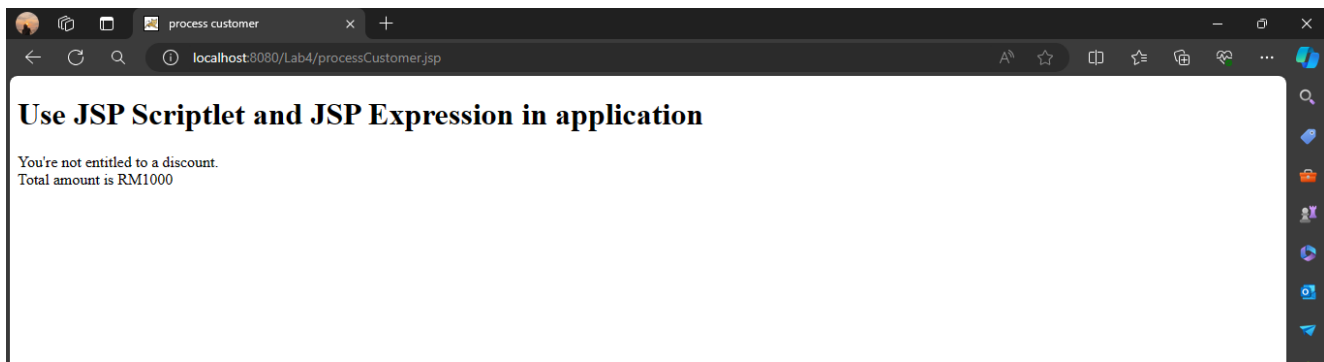 process customer
localhost:8080/Lab4/processCustomer.jsp
Use JSP Scriptlet and JSP Expression in application
You're not entitled to a discount.
Total amount is RM1000